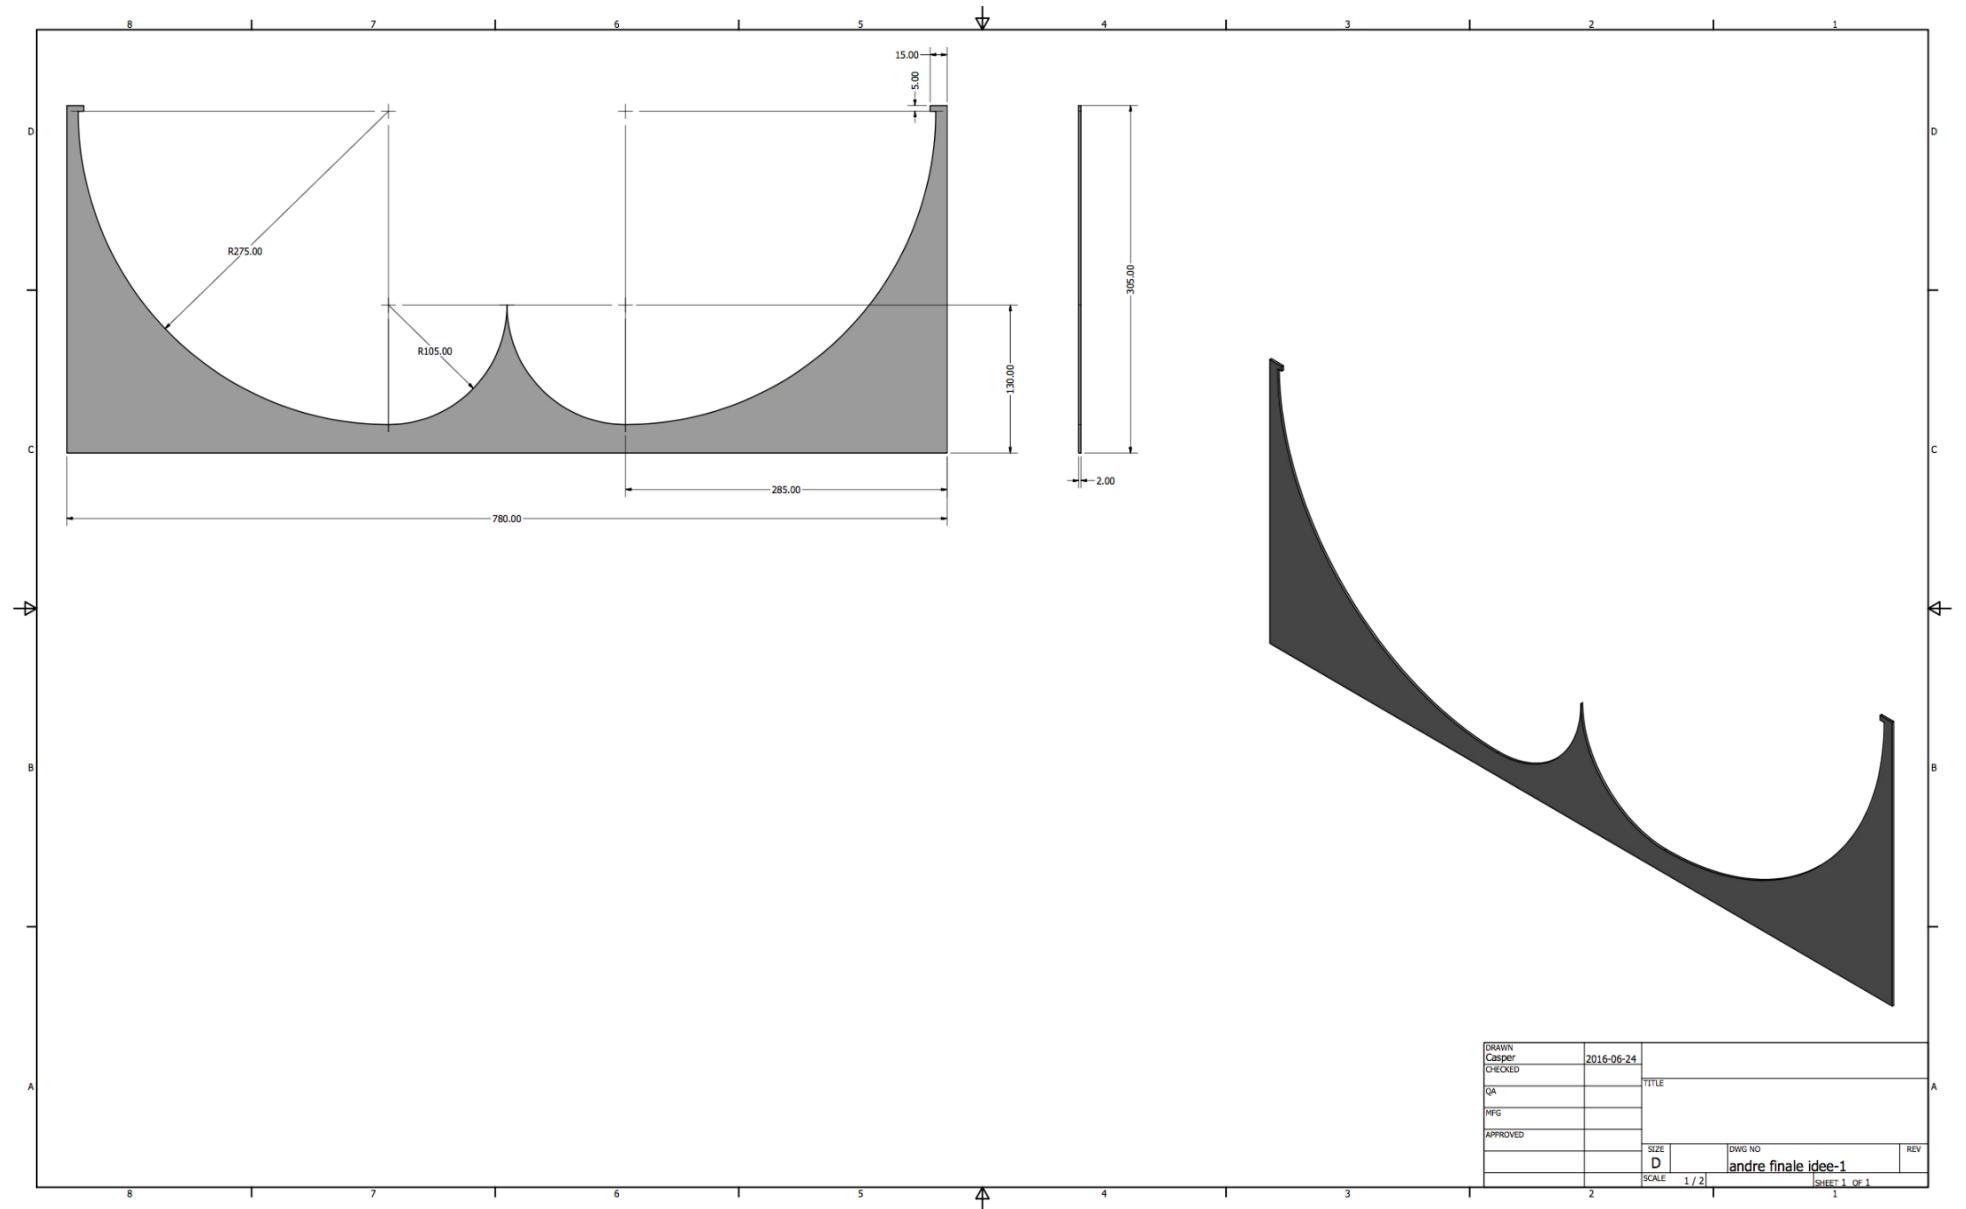 8 7 6 5 4 3 2 1
15.00
5.00
D D
R275.00
305.00
R105.00
130.00
C C
2.00
285.00
780.00
B B
DRAWN
Casper 2016-06-24
CHECKED
TITLE
A A
QA
MFG
APPROVED
SIZE DWG NO REV
D andre finale idee-1
SCALE 1 / 2 SHEET 1 OF 1
8 7 6 5 4 3 2 1